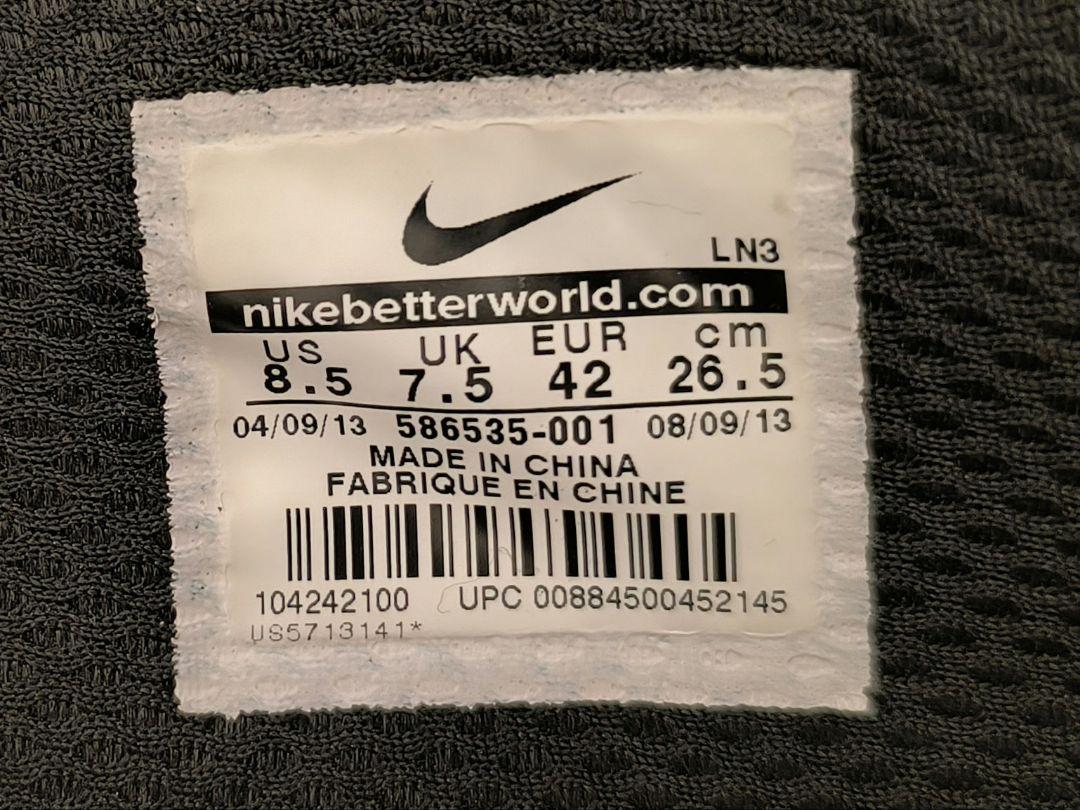 LN3
nikebetterworld.com
US UK EUR cm
8.5 7.5 42 26.5
04/09/13 586535-001 08/09/13
MADE IN CHINA
FABRIQUE EN CHINE
104242100 UPC 00884500452145
US5713141*